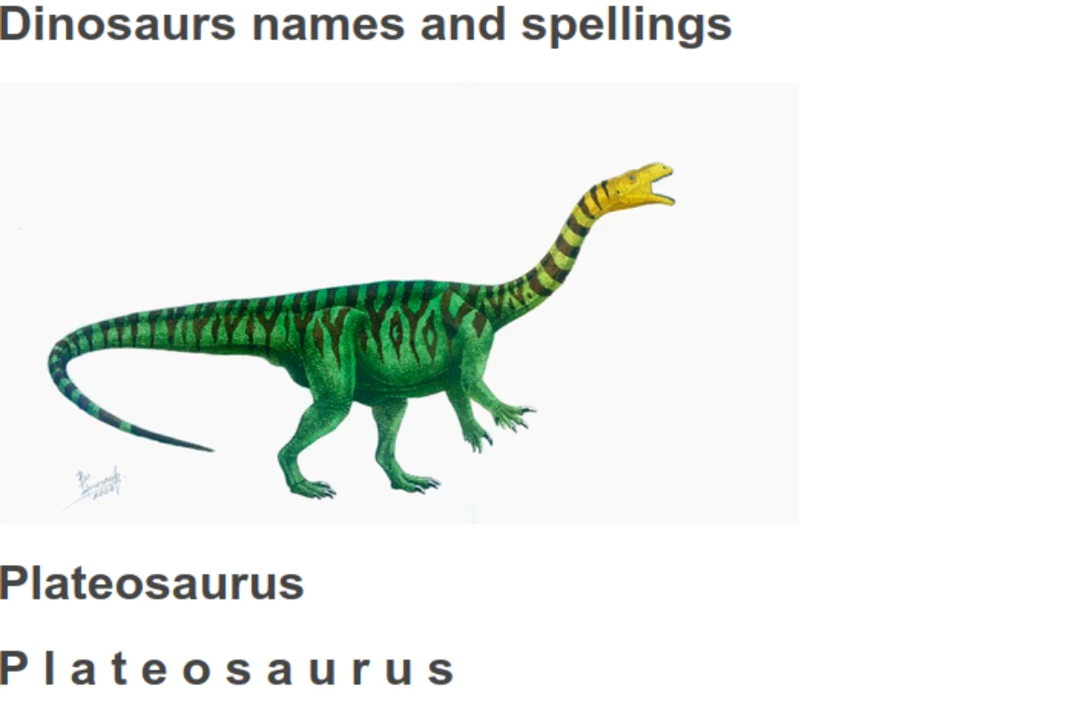 Dinosaurs names and spellings
Plateosaurus
P l a t e o s a u r u s